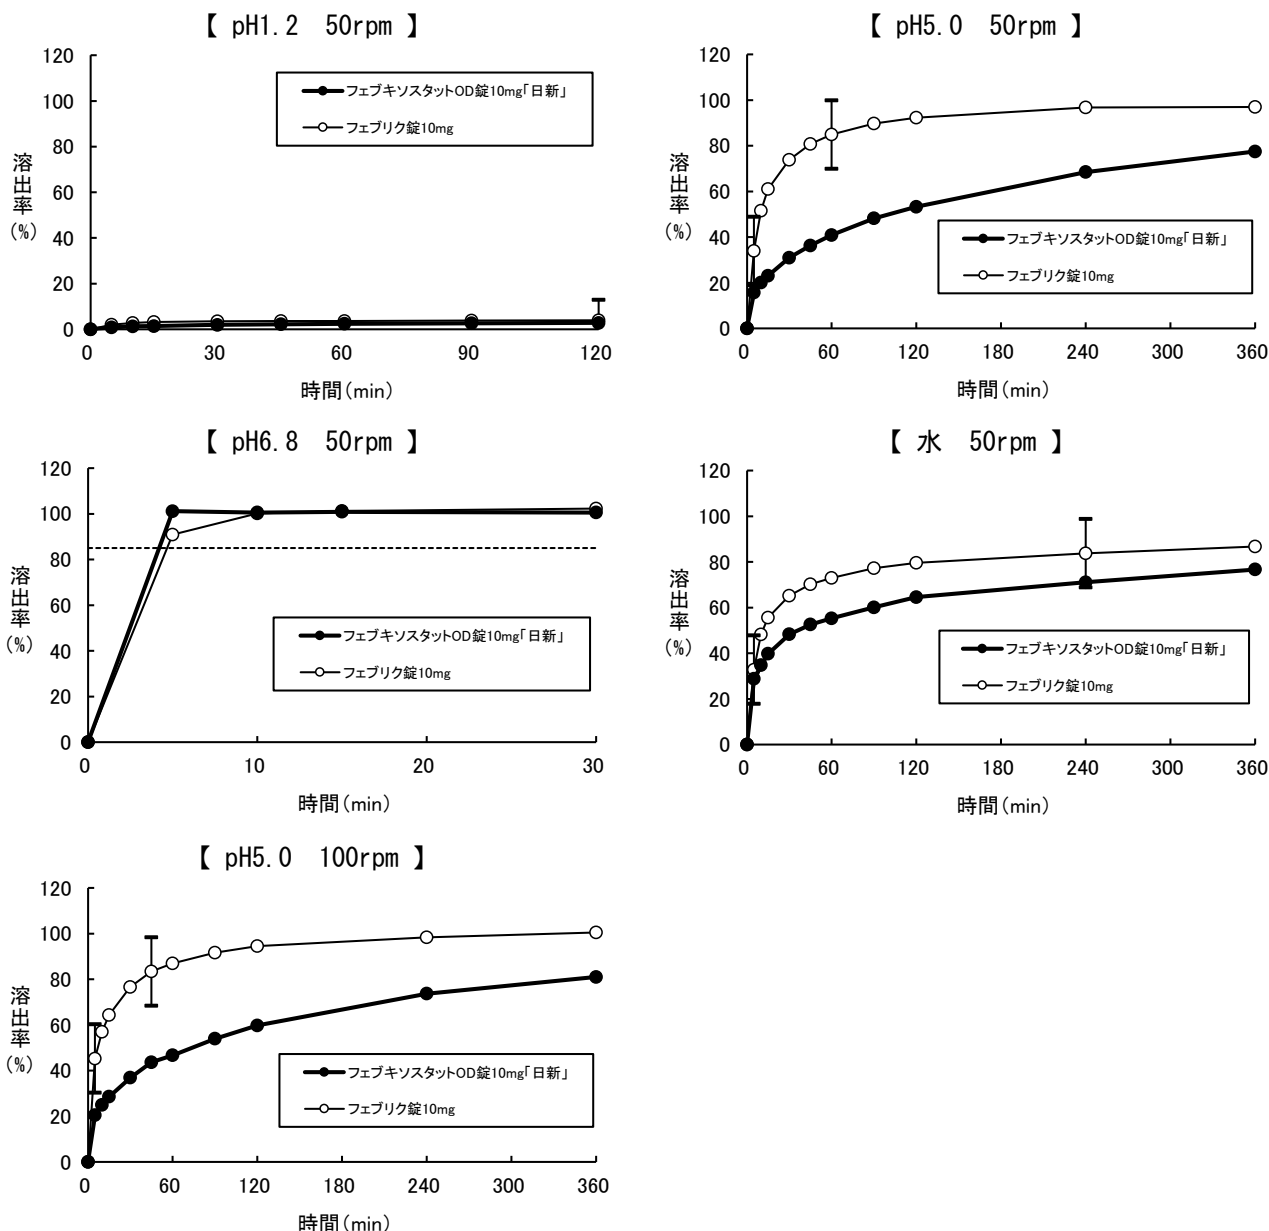 【 pH1.2 50rpm 】
120
100
80
60
40
20
0
溶出率(%)
フェブキソスタットOD錠10mg「日新」
フェブリク錠10mg
0 30 60 90 120
時間(min)
【 pH5.0 50rpm 】
120
100
80
60
40
20
0
溶出率(%)
フェブキソスタットOD錠10mg「日新」
フェブリク錠10mg
0 60 120 180 240 300 360
時間(min)
【 pH6.8 50rpm 】
120
100
80
60
40
20
0
溶出率(%)
フェブキソスタットOD錠10mg「日新」
フェブリク錠10mg
0 10 20 30
時間(min)
【 水 50rpm 】
120
100
80
60
40
20
0
溶出率(%)
フェブキソスタットOD錠10mg「日新」
フェブリク錠10mg
0 60 120 180 240 300 360
時間(min)
【 pH5.0 100rpm 】
120
100
80
60
40
20
0
溶出率(%)
フェブキソスタットOD錠10mg「日新」
フェブリク錠10mg
0 60 120 180 240 300 360
時間(min)